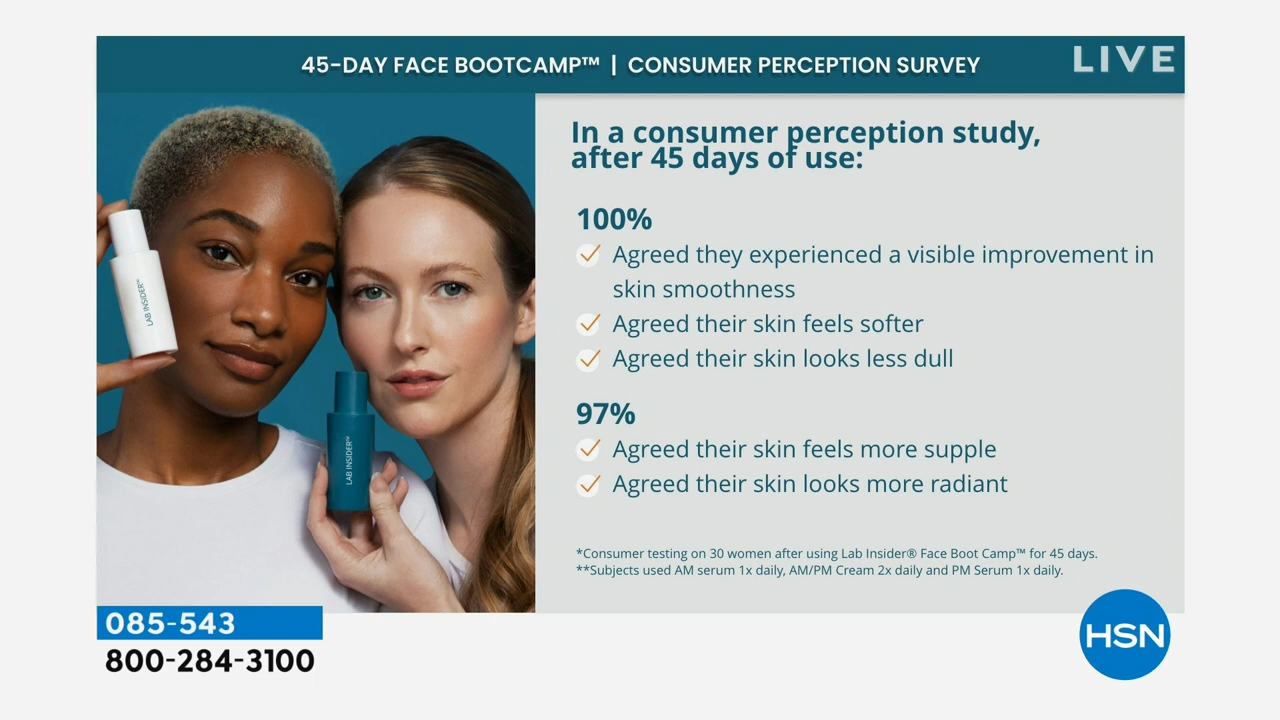 45-DAY FACE BOOTCAMP™ | CONSUMER PERCEPTION SURVEY
LIVE
In a consumer perception study,
after 45 days of use:
100%
Agreed they experienced a visible improvement in
skin smoothness
Agreed their skin feels softer
Agreed their skin looks less dull
97%
Agreed their skin feels more supple
Agreed their skin looks more radiant
*Consumer testing on 30 women after using Lab Insider® Face Boot Camp™ for 45 days.
**Subjects used AM serum 1x daily, AM/PM Cream 2x daily and PM Serum 1x daily.
LAB INSIDER™
LAB INSIDER™
085-543
800-284-3100
HSN